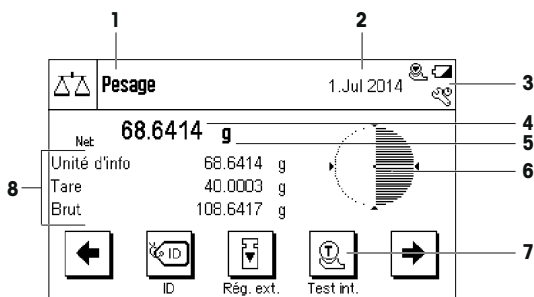 1 2
Pesage 1.Jul 2014
3
68.6414 g 4
Net 5
Unité d'info 68.6414 g
6
Tare 40.0003 g
8
Brut 108.6417 g
7
ID Rég. ext. Test int.